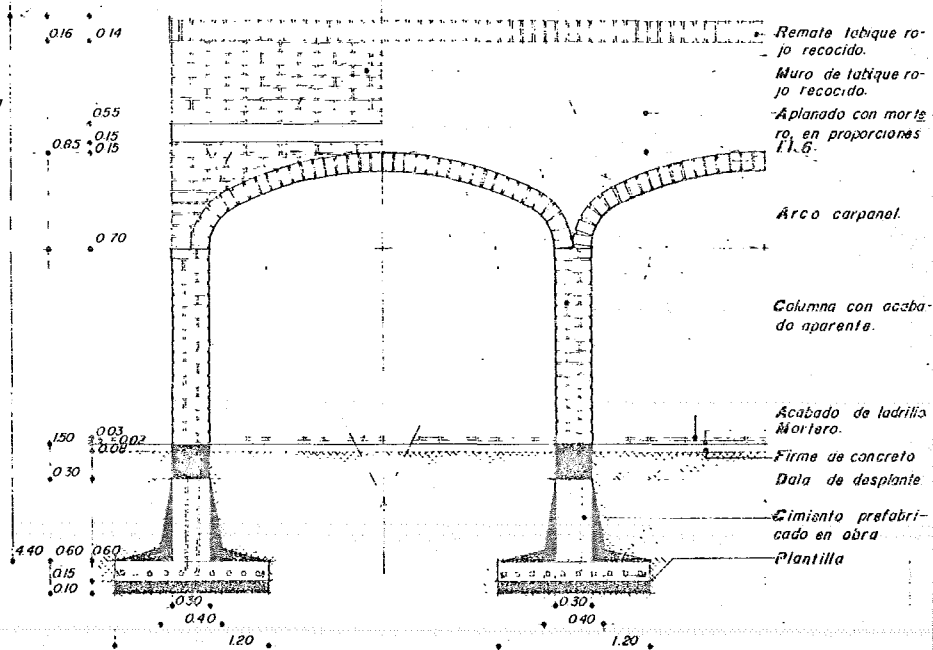 0.16 0.14
Remate tabique ro-
jo recocido.
Muro de tabique ro-
jo recocido.
0.55
Aplanado con morte
ro, en proporciones
1.1.6.
0.15
0.85 0.15
Arco carpanel.
0.70
Columna con acaba-
do aparente.
Acabado de ladrillo
Mortero.
0.03
1.50 0.02
0.08
Firme de concreto
0.30
Dala de desplante
Cimiento prefabri-
cado en obra
4.40 0.60 0.60
Plantilla
0.15
0.10
0.30 0.30
0.40 0.40
1.20 1.20